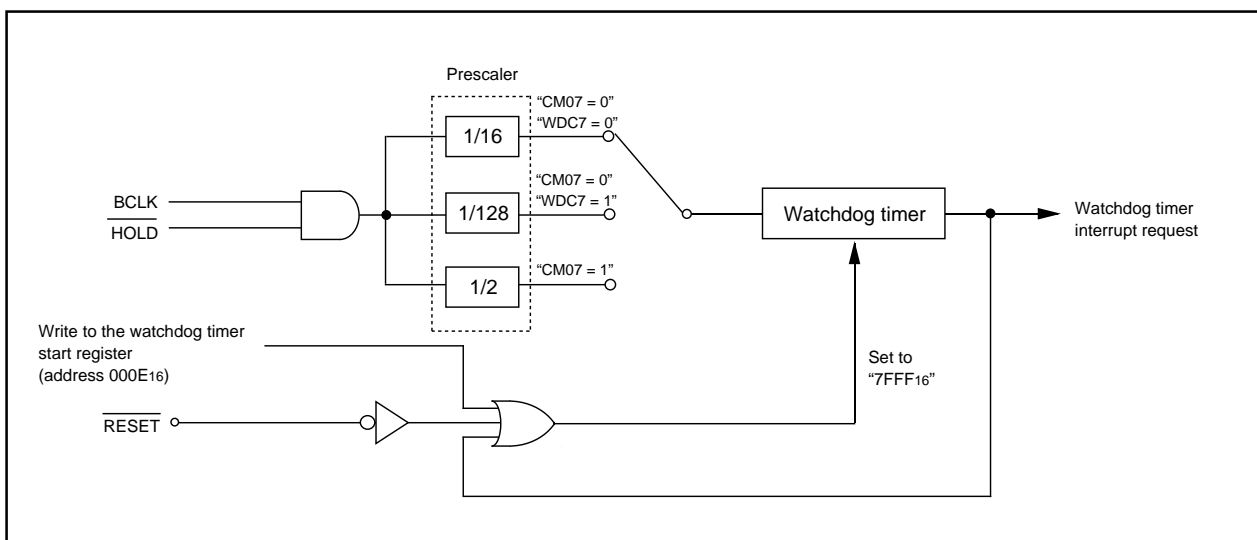 Prescaler
“CM07 = 0”
“WDC7 = 0”
1/16
“CM07 = 0”
“WDC7 = 1”
1/128
BCLK
HOLD
“CM07 = 1”
1/2
Watchdog timer
Watchdog timer
interrupt request
Write to the watchdog timer
start register
(address 000E16)
Set to
“7FFF16”
RESET